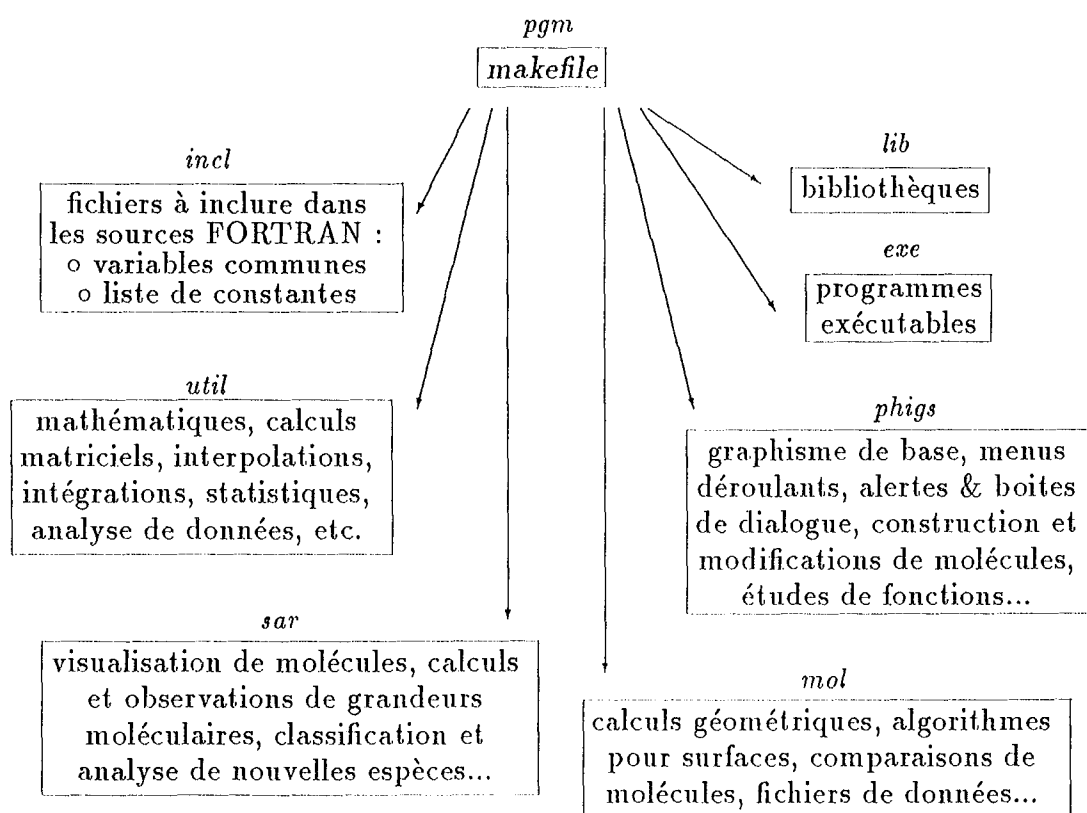 pgm
makefile
incl
fichiers à inclure dans
les sources FORTRAN :
o variables communes
o liste de constantes
lib
bibliothèques
exe
programmes
exécutables
util
mathématiques, calculs
matriciels, interpolations,
intégrations, statistiques,
analyse de données, etc.
phigs
graphisme de base, menus
déroulants, alertes & boites
de dialogue, construction et
modifications de molécules,
études de fonctions...
sar
visualisation de molécules, calculs
et observations de grandeurs
moléculaires, classification et
analyse de nouvelles espèces...
mol
calculs géométriques, algorithmes
pour surfaces, comparaisons de
molécules, fichiers de données...